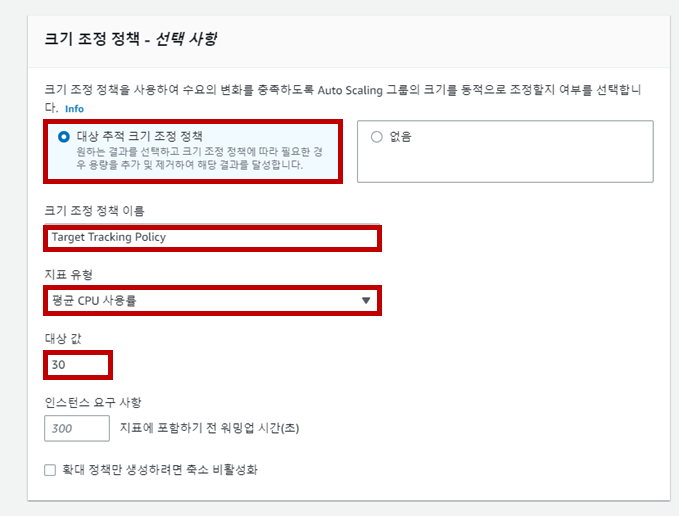 크기 조정 정책 - 선택 사항
크기 조정 정책을 사용하여 수요의 변화를 충족하도록 Auto Scaling 그룹의 크기를 동적으로 조정할지 여부를 선택합니
다. Info
대상 추적 크기 조정 정책
원하는 결과를 선택하고 크기 조정 정책에 따라 필요한 경
우 용량을 추가 및 제거하여 해당 결과를 달성합니다.
없음
크기 조정 정책 이름
Target Tracking Policy
지표 유형
평균 CPU 사용률
대상 값
30
인스턴스 요구 사항
300 지표에 포함하기 전 워밍업 시간(초)
확대 정책만 생성하려면 축소 비활성화